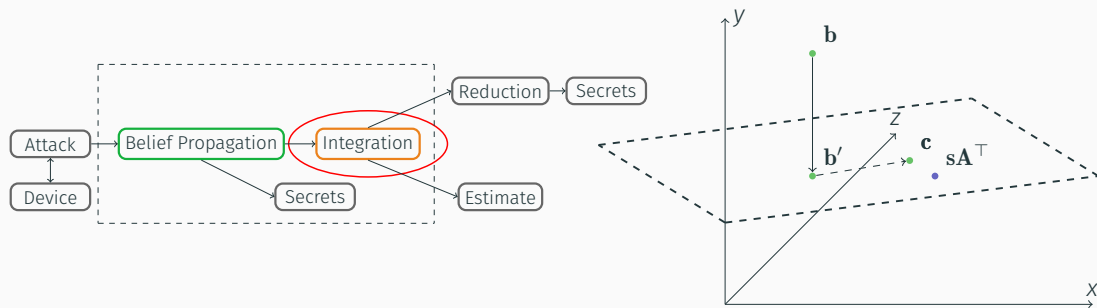 Attack
Device
Belief Propagation
Integration
Secrets
Reduction
Secrets
Estimate
y
b
z
b′
c
sA⊤
x